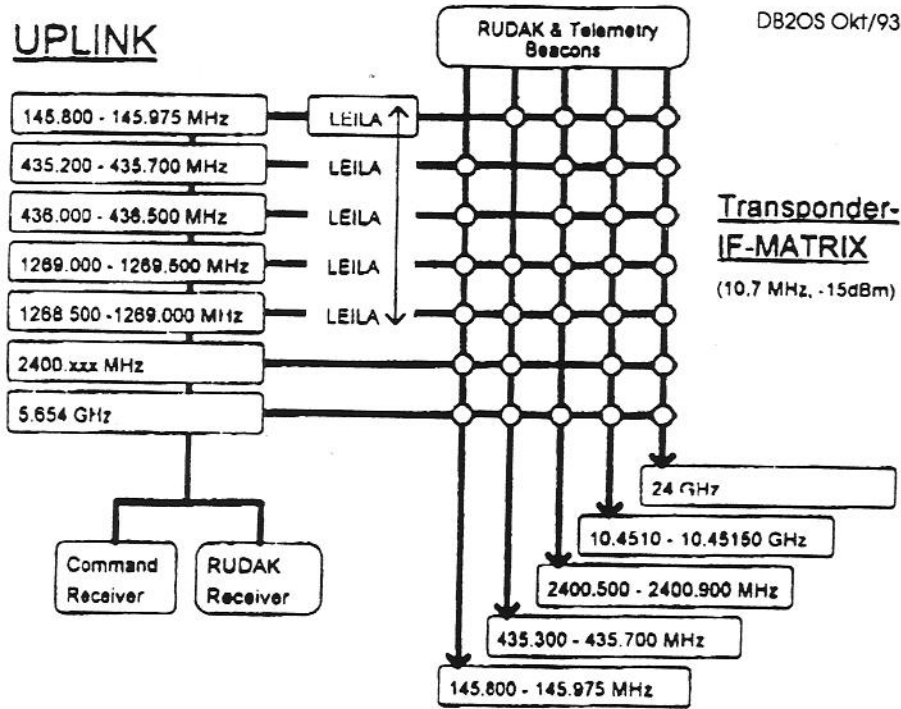 UPLINK
RUDAK & Telemetry
Beacons
DB2OS Okt/93
145.800 - 145.975 MHz
LEILA
435.200 - 435.700 MHz
LEILA
436.000 - 436.500 MHz
LEILA
1269.000 - 1269.500 MHz
LEILA
1268.500 -1269.000 MHz
LEILA
2400.xxx MHz
5.654 GHz
Transponder-
IF-MATRIX
(10.7 MHz, -15dBm)
Command
Receiver
RUDAK
Receiver
24 GHz
10.4510 - 10.45150 GHz
2400.500 - 2400.900 MHz
435.300 - 435.700 MHz
145.800 - 145.975 MHz